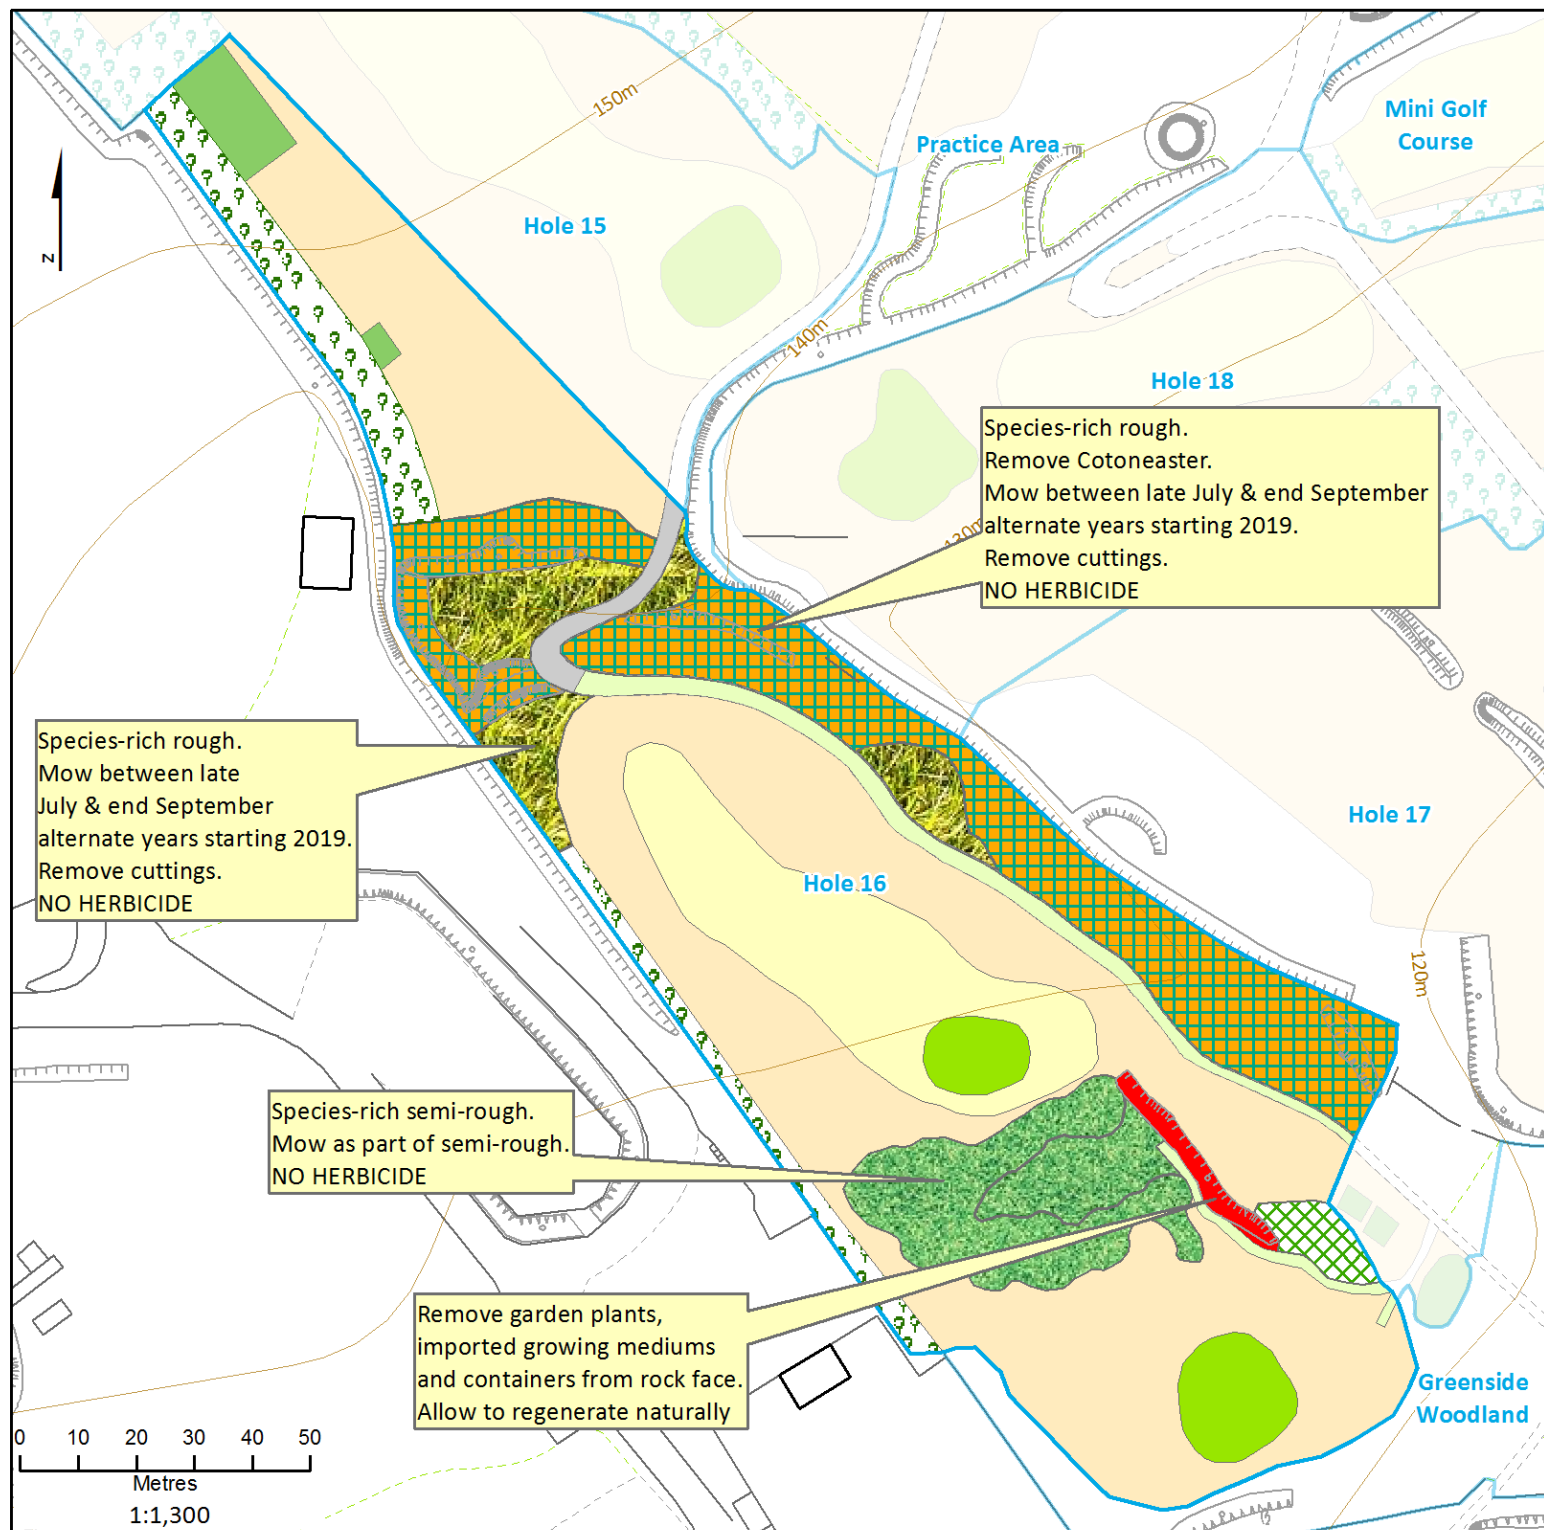 150m
Mini Golf
Course
Practice Area
Hole 15
z
140m
Hole 18
Species-rich rough.
Remove Cotoneaster.
Mow between late July & end September
alternate years starting 2019.
Remove cuttings.
NO HERBICIDE
Species-rich rough.
Mow between late
July & end September
alternate years starting 2019.
Remove cuttings.
NO HERBICIDE
Hole 17
Hole 16
120m
Species-rich semi-rough.
Mow as part of semi-rough.
NO HERBICIDE
Remove garden plants,
imported growing mediums
and containers from rock face.
Allow to regenerate naturally
Greenside
Woodland
0 10 20 30 40 50
Metres
1:1,300